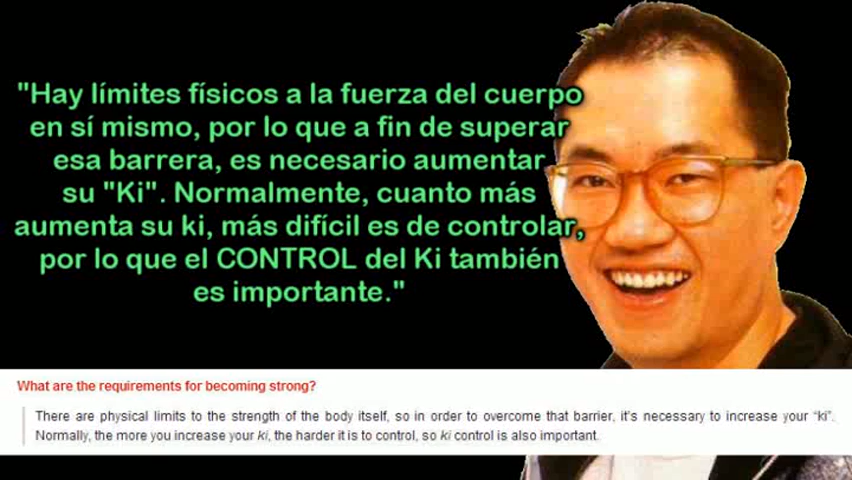 "Hay límites físicos a la fuerza del cuerpo
en sí mismo, por lo que a fin de superar
esa barrera, es necesario aumentar
su "Ki". Normalmente, cuanto más
aumenta su ki, más difícil es de controlar,
por lo que el CONTROL del Ki también
es importante."
What are the requirements for becoming strong?
There are physical limits to the strength of the body itself, so in order to overcome that barrier, it's necessary to increase your “ki”.
Normally, the more you increase your ki, the harder it is to control, so ki control is also important.